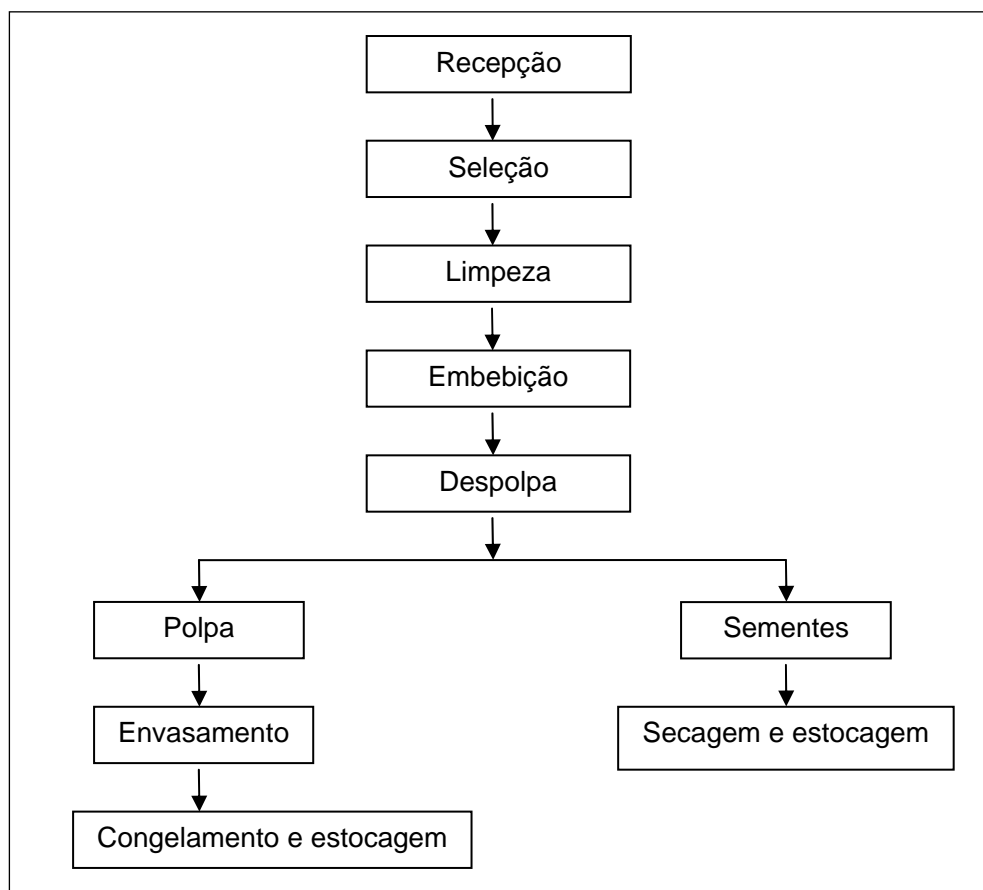 Recepção
Seleção
Limpeza
Embebição
Despolpa
Polpa
Sementes
Envasamento
Secagem e estocagem
Congelamento e estocagem